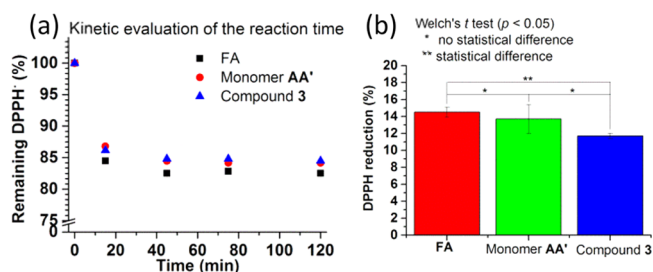 (a) Kinetic evaluation of the reaction time
FA
Monomer AA'
Compound 3
Remaining DPPH· (%)
100
95
90
85
80
75
0
0 20 40 60 80 100 120
Time (min)
(b) Welch's t test (p < 0.05)
* no statistical difference
** statistical difference
DPPH reduction (%)
20
18
16
14
12
10
8
6
4
2
0
**
* *
FA Monomer AA' Compound 3